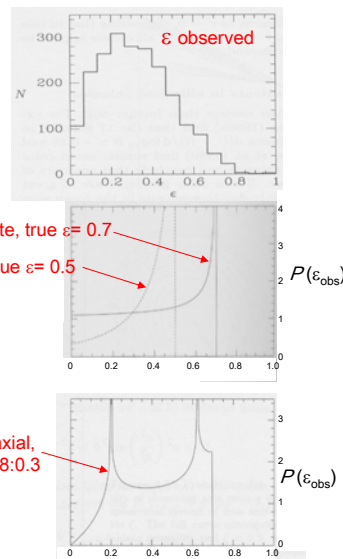 ε observed
300
200
100
0
N
0 0.2 0.4 0.6 0.8 1
ϵ
te, true ε= 0.7
ue ε= 0.5
4
3
2
1
0
P(εobs)
0 0.2 0.4 0.6 0.8 1.0
axial,
8:0.3
3
2
1
0
P(εobs)
0 0.2 0.4 0.6 0.8 1.0